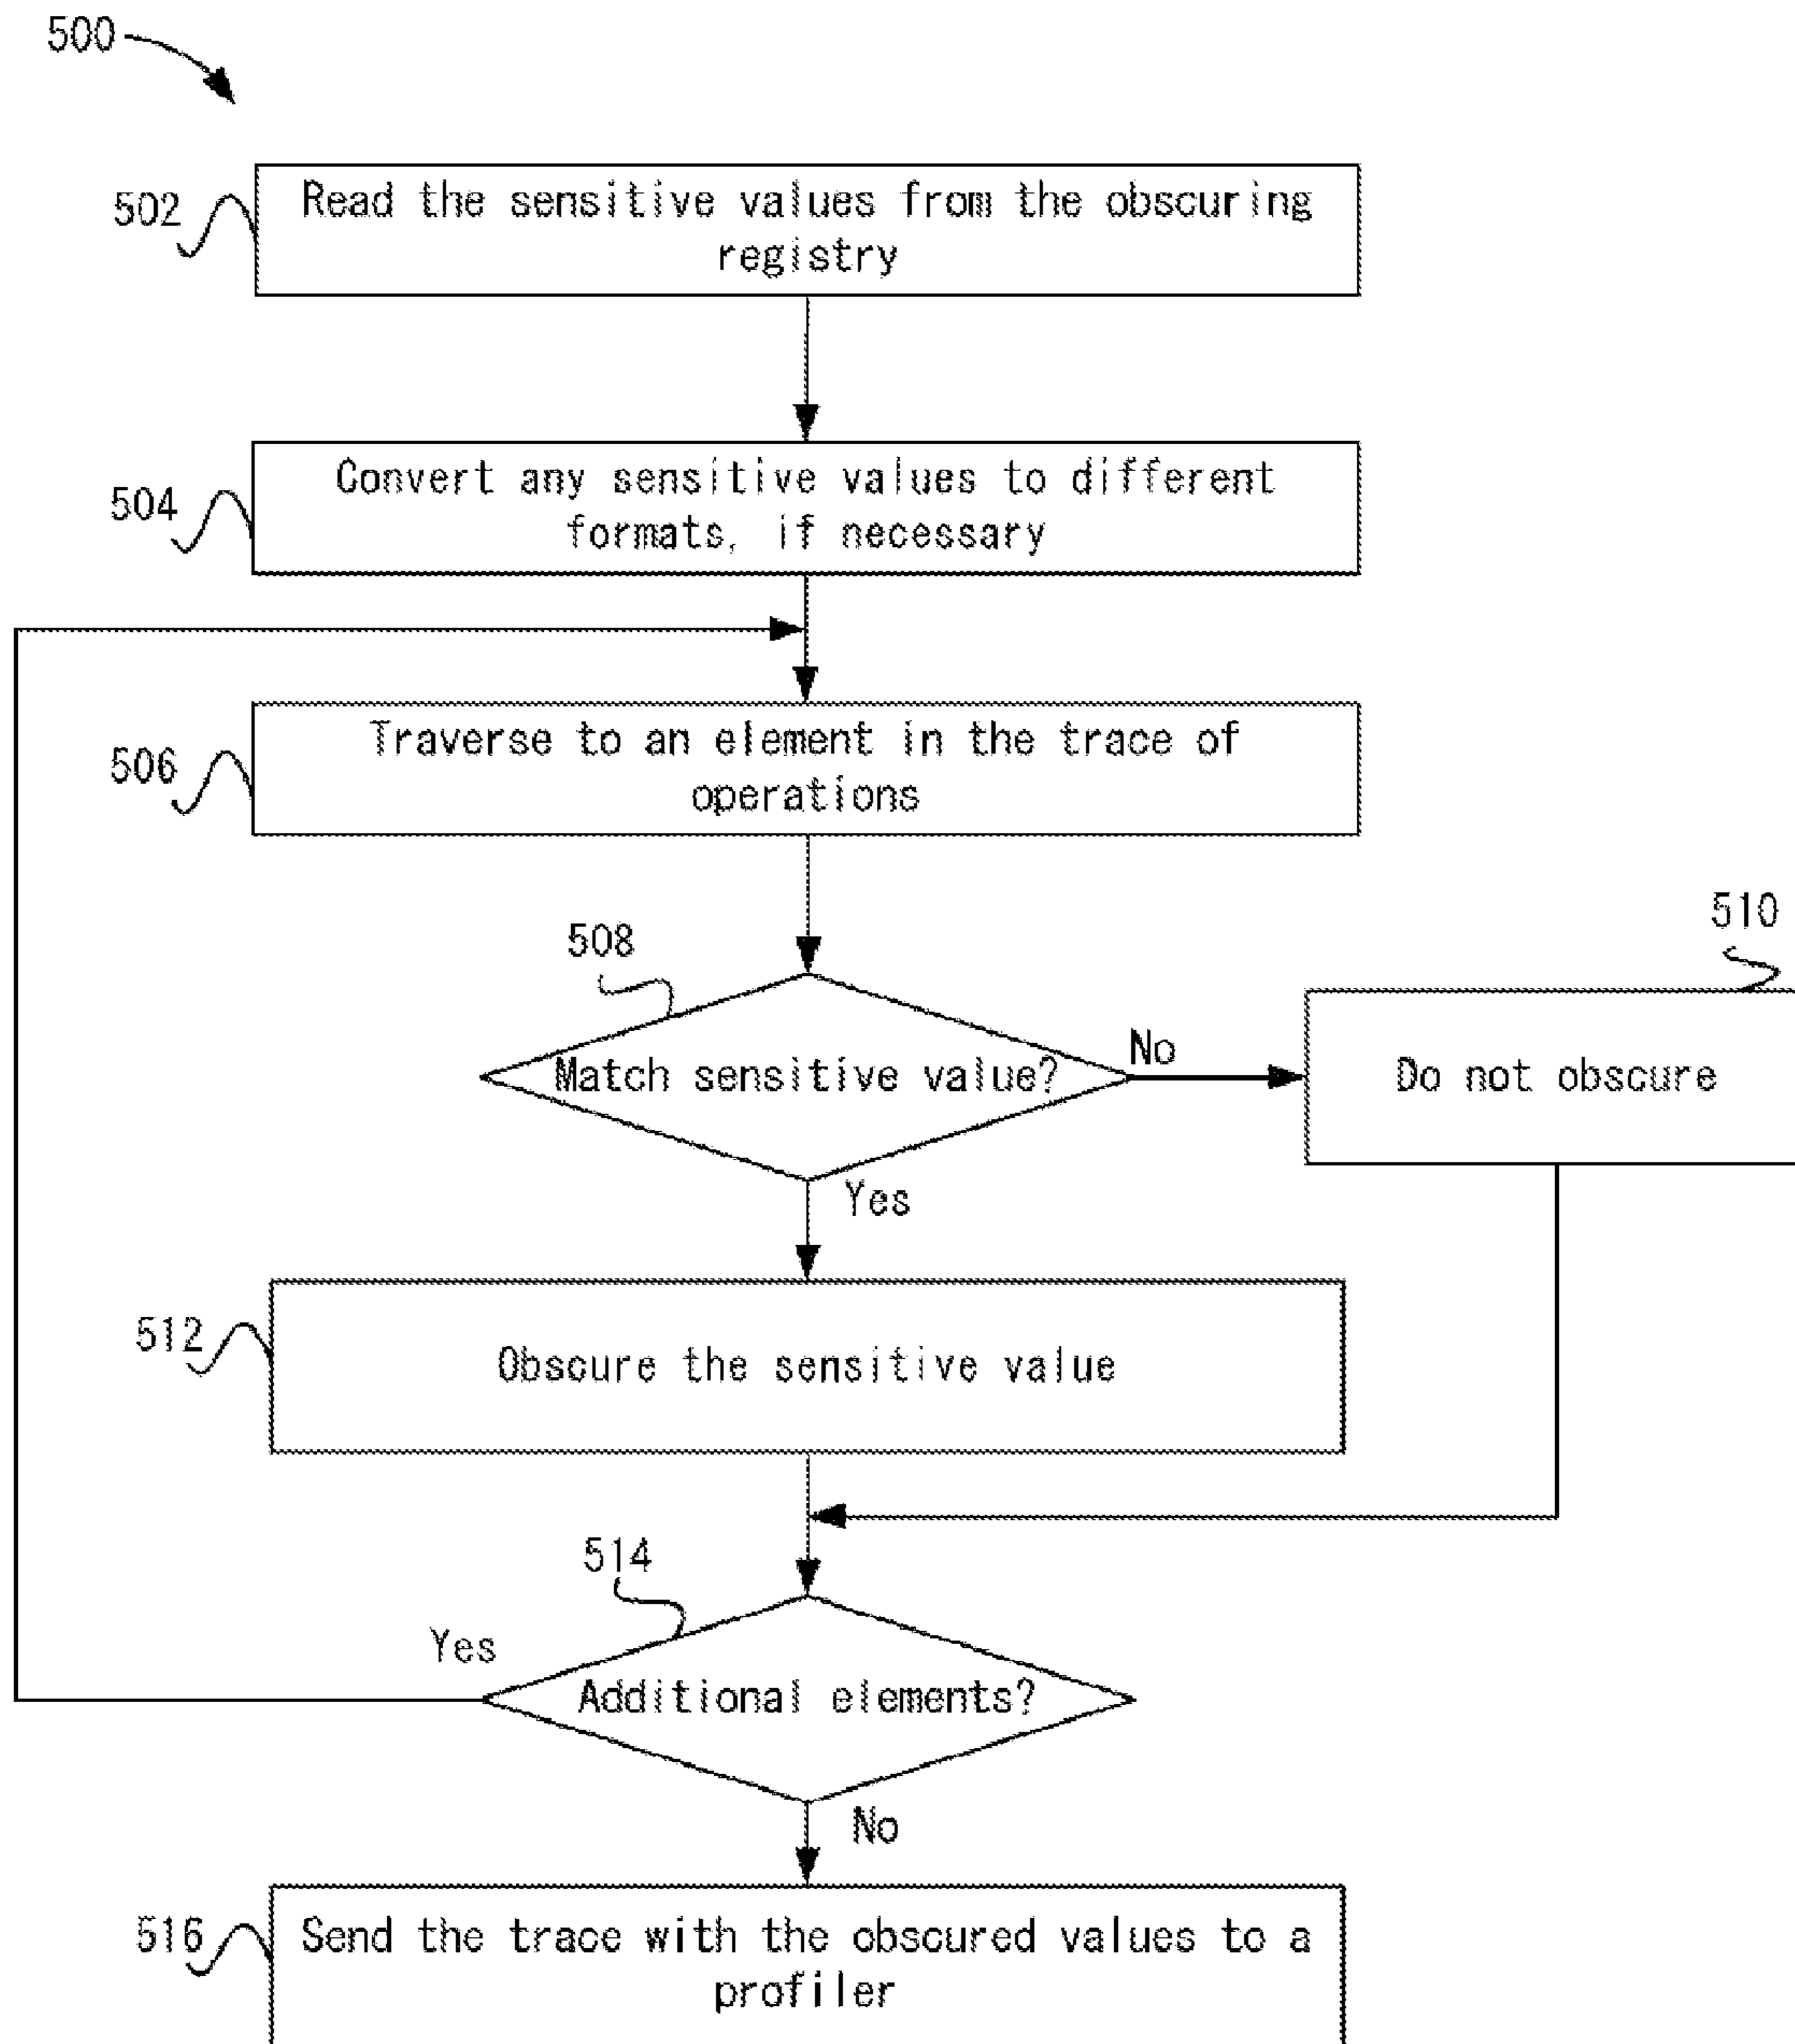 500
502
Read the sensitive values from the obscuring
registry
504
Convert any sensitive values to different
formats, if necessary
506
Traverse to an element in the trace of
operations
508
510
Match sensitive value?
No
Do not obscure
Yes
512
Obscure the sensitive value
514
Yes
Additional elements?
No
516
Send the trace with the obscured values to a
profiler